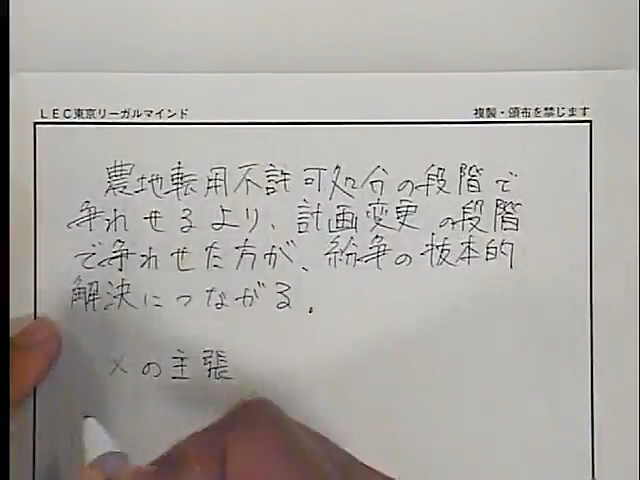 LEC東京リーガルマインド
複製・頒布を禁じます
農地転用不許可処分の段階で
争れせるより、計画変更の段階
で争れせた方が、紛争の抜本的
解決につながる。
Xの主張